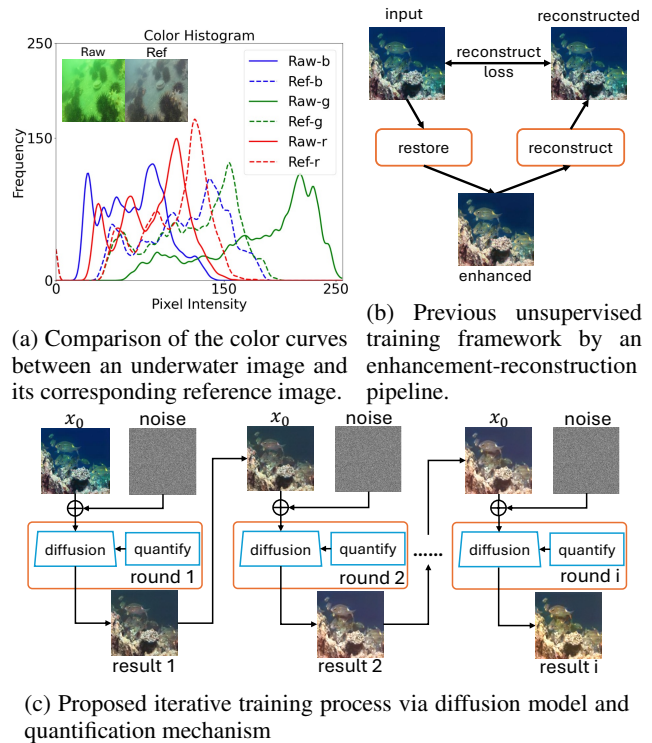 Color Histogram
250
150
0
Frequency
Raw
Ref
Raw-b
Ref-b
Raw-g
Ref-g
Raw-r
Ref-r
0
150
250
Pixel Intensity
(a) Comparison of the color curves
between an underwater image and
its corresponding reference image.
input
reconstructed
reconstruct
loss
restore
reconstruct
enhanced
(b) Previous unsupervised
training framework by an
enhancement-reconstruction
pipeline.
x₀
noise
x₀
noise
x₀
noise
diffusion
quantify
round 1
diffusion
quantify
round 2
......
diffusion
quantify
round i
result 1
result 2
result i
(c) Proposed iterative training process via diffusion model and
quantification mechanism